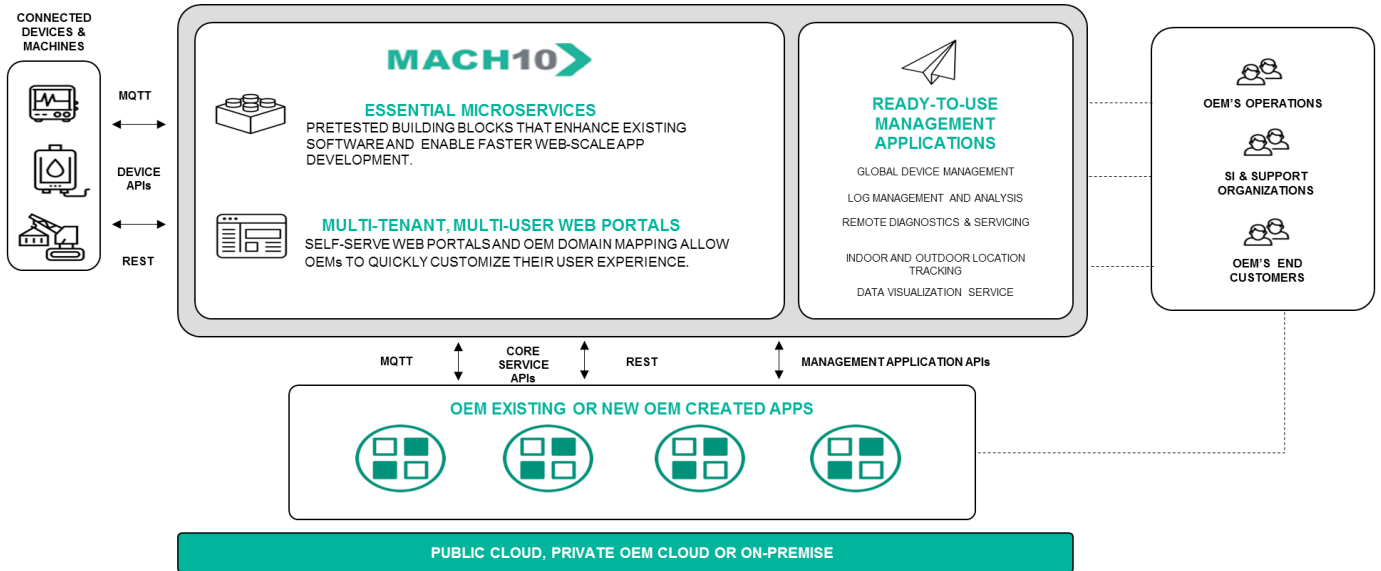 CONNECTED
DEVICES &
MACHINES
MQTT
DEVICE
APIs
REST
MACH10
ESSENTIAL MICROSERVICES
PRETESTED BUILDING BLOCKS THAT ENHANCE EXISTING
SOFTWARE AND ENABLE FASTER WEB-SCALE APP
DEVELOPMENT.
MULTI-TENANT, MULTI-USER WEB PORTALS
SELF-SERVE WEB PORTALS AND OEM DOMAIN MAPPING ALLOW
OEMs TO QUICKLY CUSTOMIZE THEIR USER EXPERIENCE.
READY-TO-USE
MANAGEMENT
APPLICATIONS
GLOBAL DEVICE MANAGEMENT
LOG MANAGEMENT AND ANALYSIS
REMOTE DIAGNOSTICS & SERVICING
INDOOR AND OUTDOOR LOCATION
TRACKING
DATA VISUALIZATION SERVICE
OEM'S OPERATIONS
SI & SUPPORT
ORGANIZATIONS
OEM'S END
CUSTOMERS
MQTT
CORE
SERVICE
APIs
REST
MANAGEMENT APPLICATION APIs
OEM EXISTING OR NEW OEM CREATED APPS
PUBLIC CLOUD, PRIVATE OEM CLOUD OR ON-PREMISE